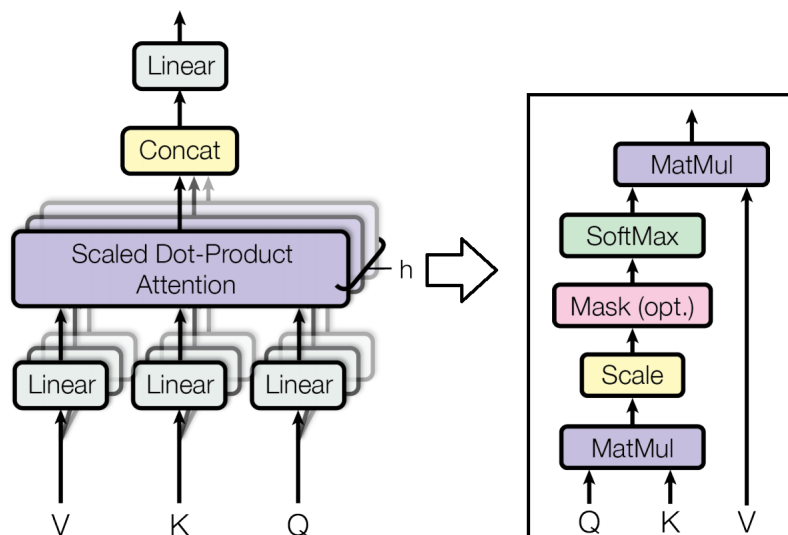 Linear
Concat
Scaled Dot-Product
Attention
h
Linear Linear Linear
V K Q
MatMul
SoftMax
Mask (opt.)
Scale
MatMul
Q K V